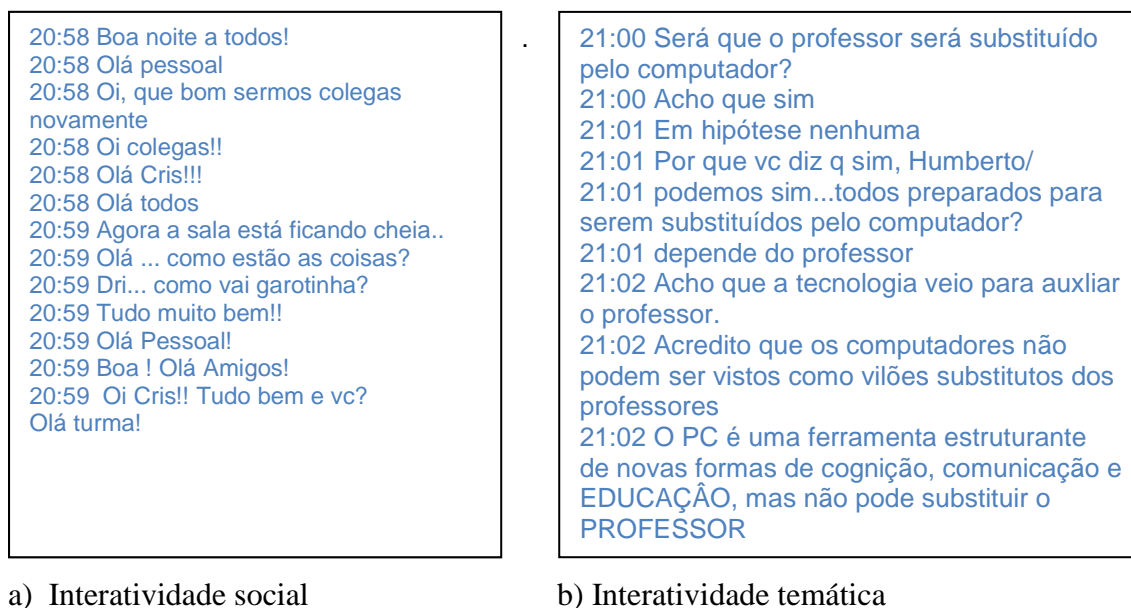 20:58 Boa noite a todos!
20:58 Olá pessoal
20:58 Oi, que bom sermos colegas
novamente
20:58 Oi colegas!!
20:58 Olá Cris!!!
20:58 Olá todos
20:59 Agora a sala está ficando cheia..
20:59 Olá ... como estão as coisas?
20:59 Dri... como vai garotinha?
20:59 Tudo muito bem!!
20:59 Olá Pessoal!
20:59 Boa ! Olá Amigos!
20:59 Oi Cris!! Tudo bem e vc?
Olá turma!
.
21:00 Será que o professor será substituído
pelo computador?
21:00 Acho que sim
21:01 Em hipótese nenhuma
21:01 Por que vc diz q sim, Humberto/
21:01 podemos sim...todos preparados para
serem substituídos pelo computador?
21:01 depende do professor
21:02 Acho que a tecnologia veio para auxliar
o professor.
21:02 Acredito que os computadores não
podem ser vistos como vilões substitutos dos
professores
21:02 O PC é uma ferramenta estruturante
de novas formas de cognição, comunicação e
EDUCAÇÂO, mas não pode substituir o
PROFESSOR
a) Interatividade social
b) Interatividade temática